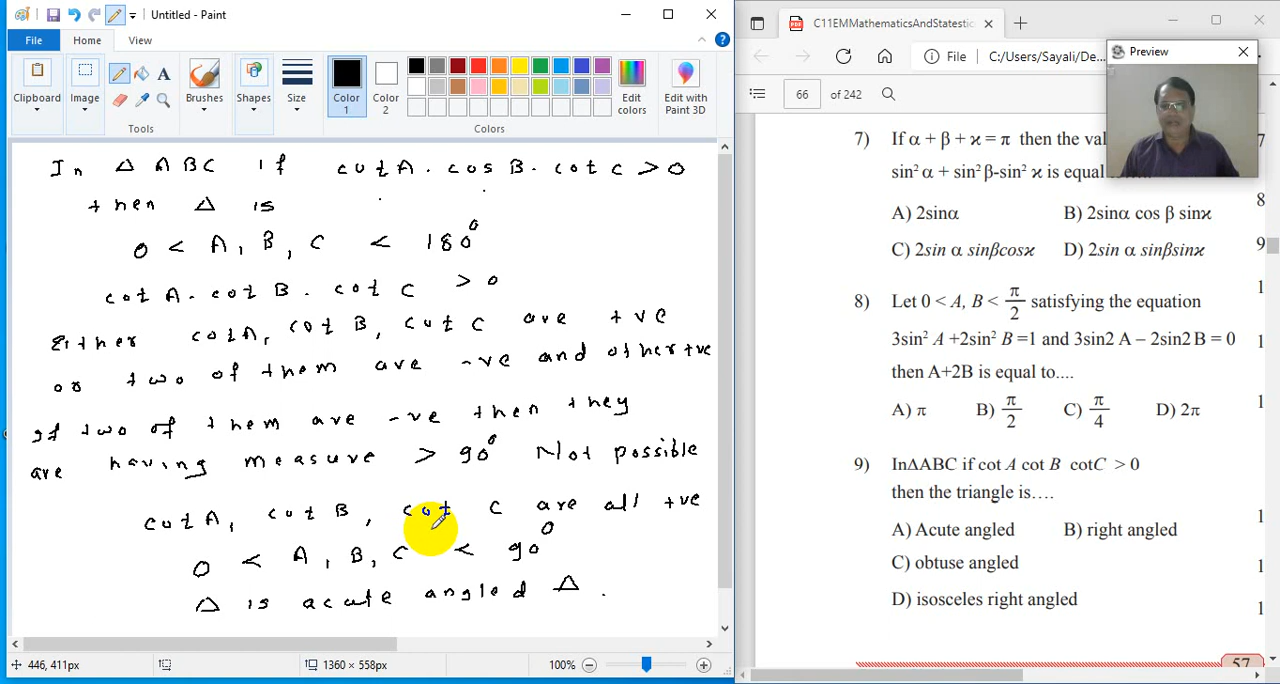 Untitled - Paint
File Home View
Clipboard
Image
Tools
Brushes
Shapes
Size
Color 1
Color 2
Edit colors
Edit with Paint 3D
Colors
In Δ ABC if cotA. cos B. cot C > 0
then Δ is
0 < A, B, C < 180°
cot A. cot B. cot C > 0
Either cotA, cot B, cot C are +ve
or two of them are -ve and other +ve
If two of them are -ve then they
are having measure > 90° Not possible
cotA, cot B, cot C are all +ve
0 < A, B, C < 90°
Δ is acute angled Δ .
446, 411px
1360 × 558px
100%
C11EMMathematicsAndStatesti
File
C:/Users/Sayali/De...
66 of 242
Preview
7) If α + β + ϰ = π then the
sin² α + sin² β-sin² ϰ is equal
A) 2sinα B) 2sinα cos β sinϰ
C) 2sin α sinβcosϰ D) 2sin α sinβsinϰ
8) Let 0 < A, B < π/2 satisfying the equation
3sin² A +2sin² B =1 and 3sin2 A − 2sin2 B = 0
then A+2B is equal to....
A) π B) π/2 C) π/4 D) 2π
9) InΔABC if cot A cot B cotC > 0
then the triangle is….
A) Acute angled B) right angled
C) obtuse angled
D) isosceles right angled
57